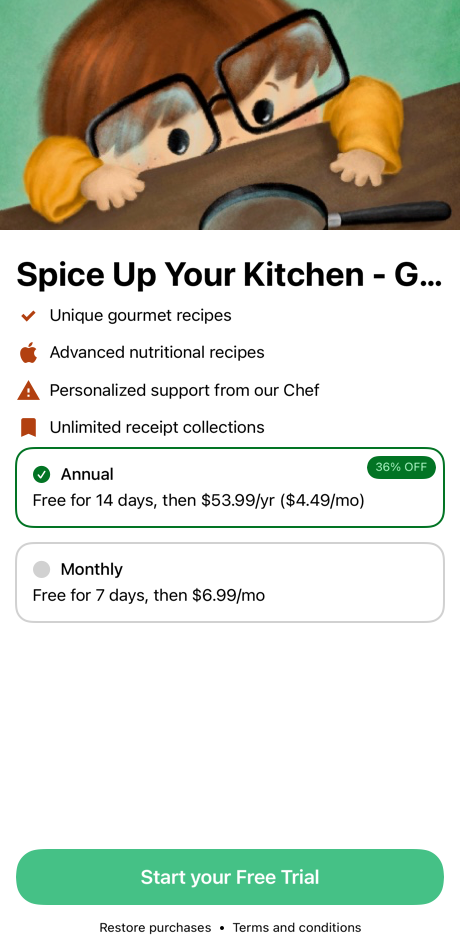 Spice Up Your Kitchen - G...
Unique gourmet recipes
Advanced nutritional recipes
Personalized support from our Chef
Unlimited receipt collections
Annual
36% OFF
Free for 14 days, then $53.99/yr ($4.49/mo)
Monthly
Free for 7 days, then $6.99/mo
Start your Free Trial
Restore purchases • Terms and conditions